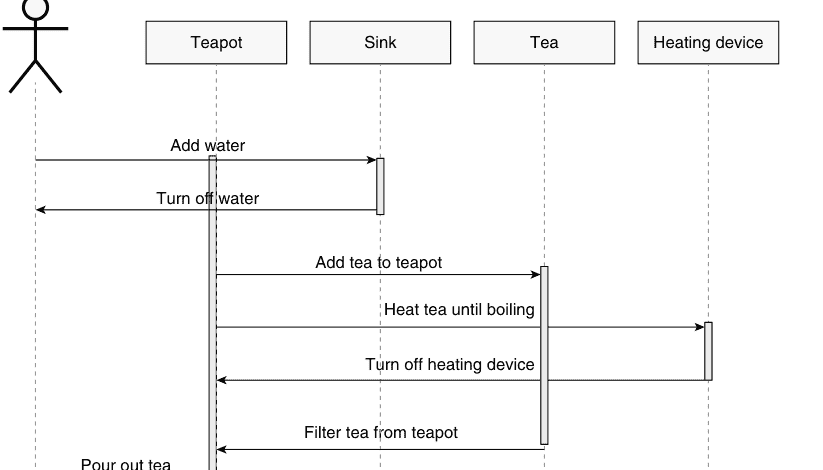 Teapot
Sink
Tea
Heating device
Add water
Turn off water
Add tea to teapot
Heat tea until boiling
Turn off heating device
Filter tea from teapot
Pour out tea